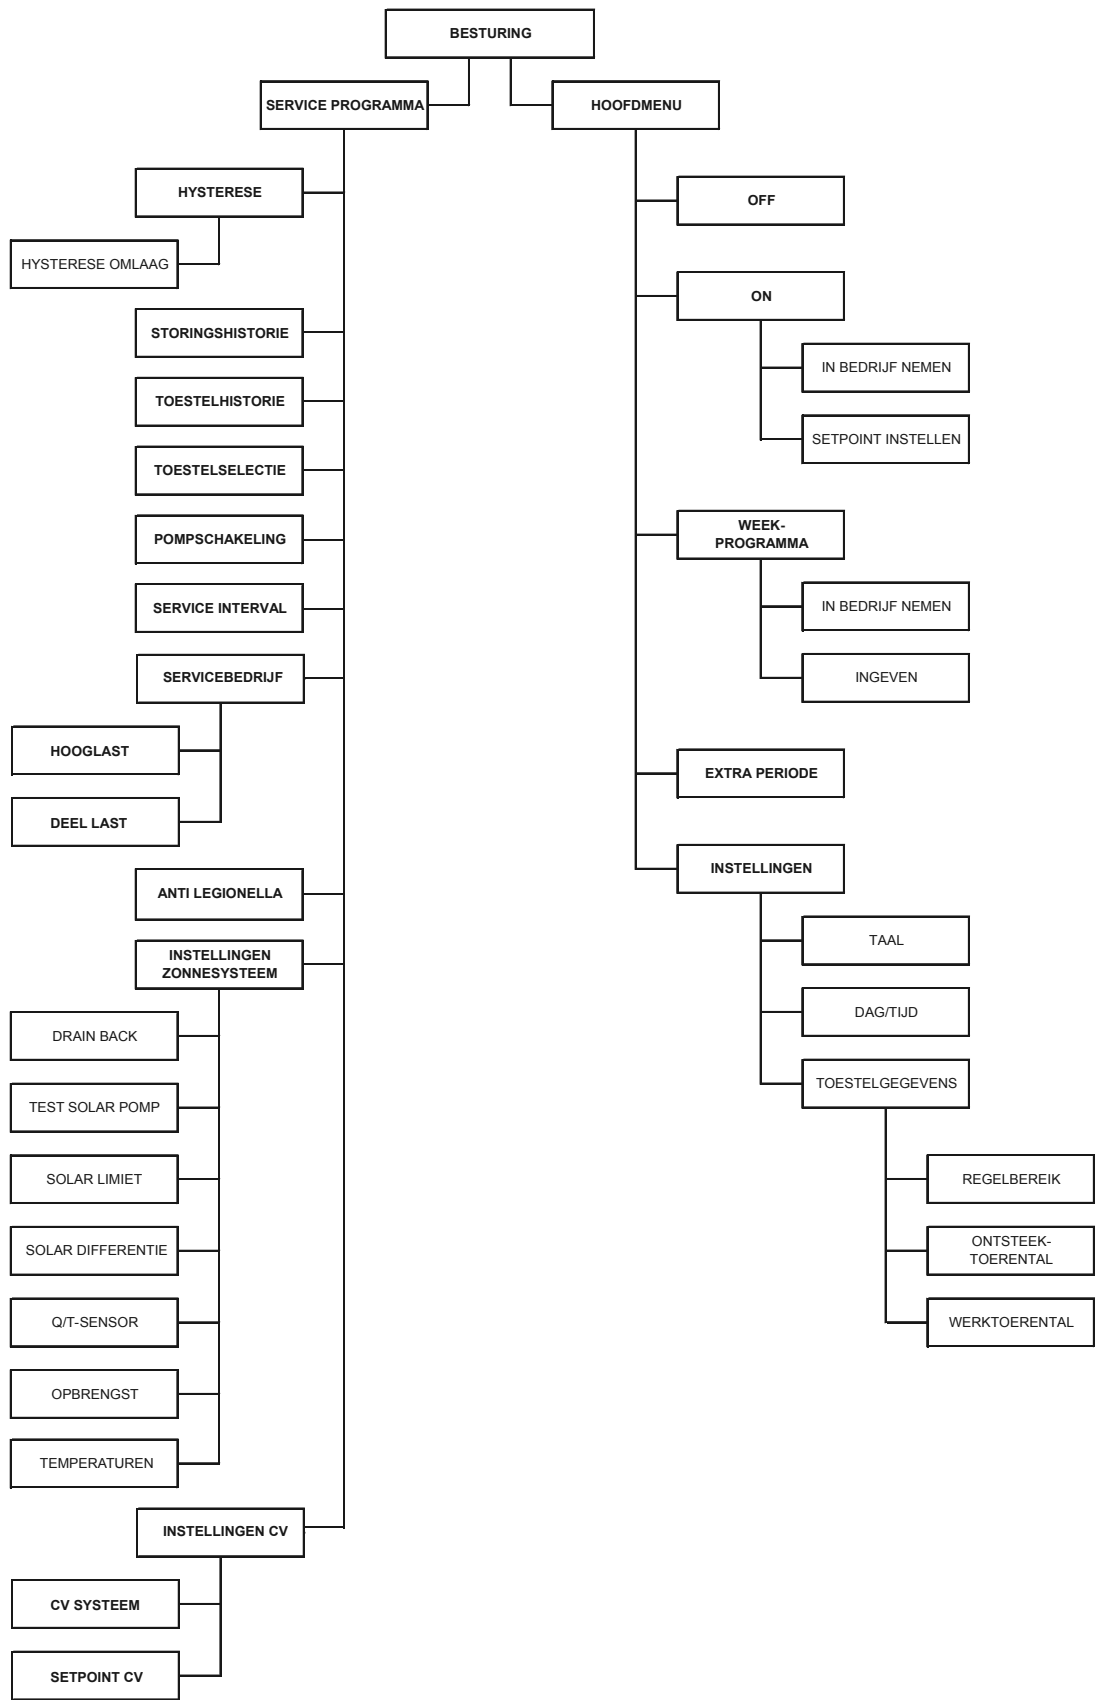 BESTURING
SERVICE PROGRAMMA
HOOFDMENU
HYSTERESE
HYSTERESE OMLAAG
STORINGSHISTORIE
TOESTELHISTORIE
TOESTELSELECTIE
POMPSCHAKELING
SERVICE INTERVAL
SERVICEBEDRIJF
HOOGLAST
DEEL LAST
ANTI LEGIONELLA
INSTELLINGEN
ZONNESYSTEEM
DRAIN BACK
TEST SOLAR POMP
SOLAR LIMIET
SOLAR DIFFERENTIE
Q/T-SENSOR
OPBRENGST
TEMPERATUREN
INSTELLINGEN CV
CV SYSTEEM
SETPOINT CV
OFF
ON
IN BEDRIJF NEMEN
SETPOINT INSTELLEN
WEEK-
PROGRAMMA
IN BEDRIJF NEMEN
INGEVEN
EXTRA PERIODE
INSTELLINGEN
TAAL
DAG/TIJD
TOESTELGEGEVENS
REGELBEREIK
ONTSTEEK-
TOERENTAL
WERKTOERENTAL